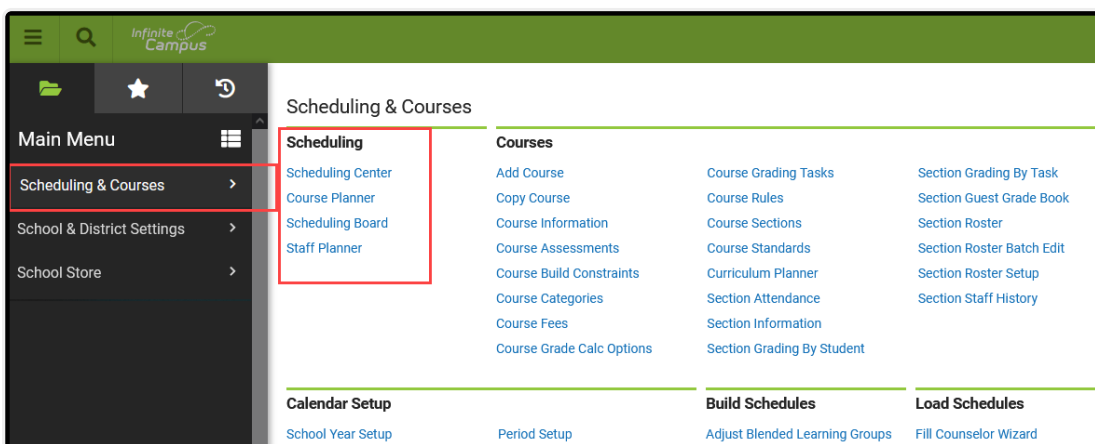 Infinite
Campus
Main Menu
Scheduling & Courses
School & District Settings
School Store
Scheduling & Courses
Scheduling
Scheduling Center
Course Planner
Scheduling Board
Staff Planner
Courses
Add Course
Copy Course
Course Information
Course Assessments
Course Build Constraints
Course Categories
Course Fees
Course Grade Calc Options
Course Grading Tasks
Course Rules
Course Sections
Course Standards
Curriculum Planner
Section Attendance
Section Information
Section Grading By Student
Section Grading By Task
Section Guest Grade Book
Section Roster
Section Roster Batch Edit
Section Roster Setup
Section Staff History
Calendar Setup
School Year Setup
Period Setup
Build Schedules
Adjust Blended Learning Groups
Load Schedules
Fill Counselor Wizard